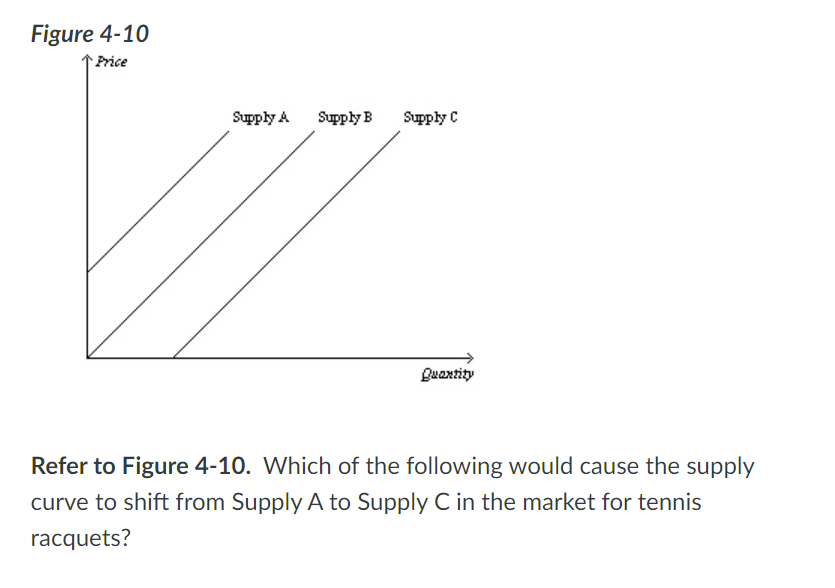 Figure 4-10
Price
Supply A Supply B Supply C
Quantity
Refer to Figure 4-10. Which of the following would cause the supply
curve to shift from Supply A to Supply C in the market for tennis
racquets?